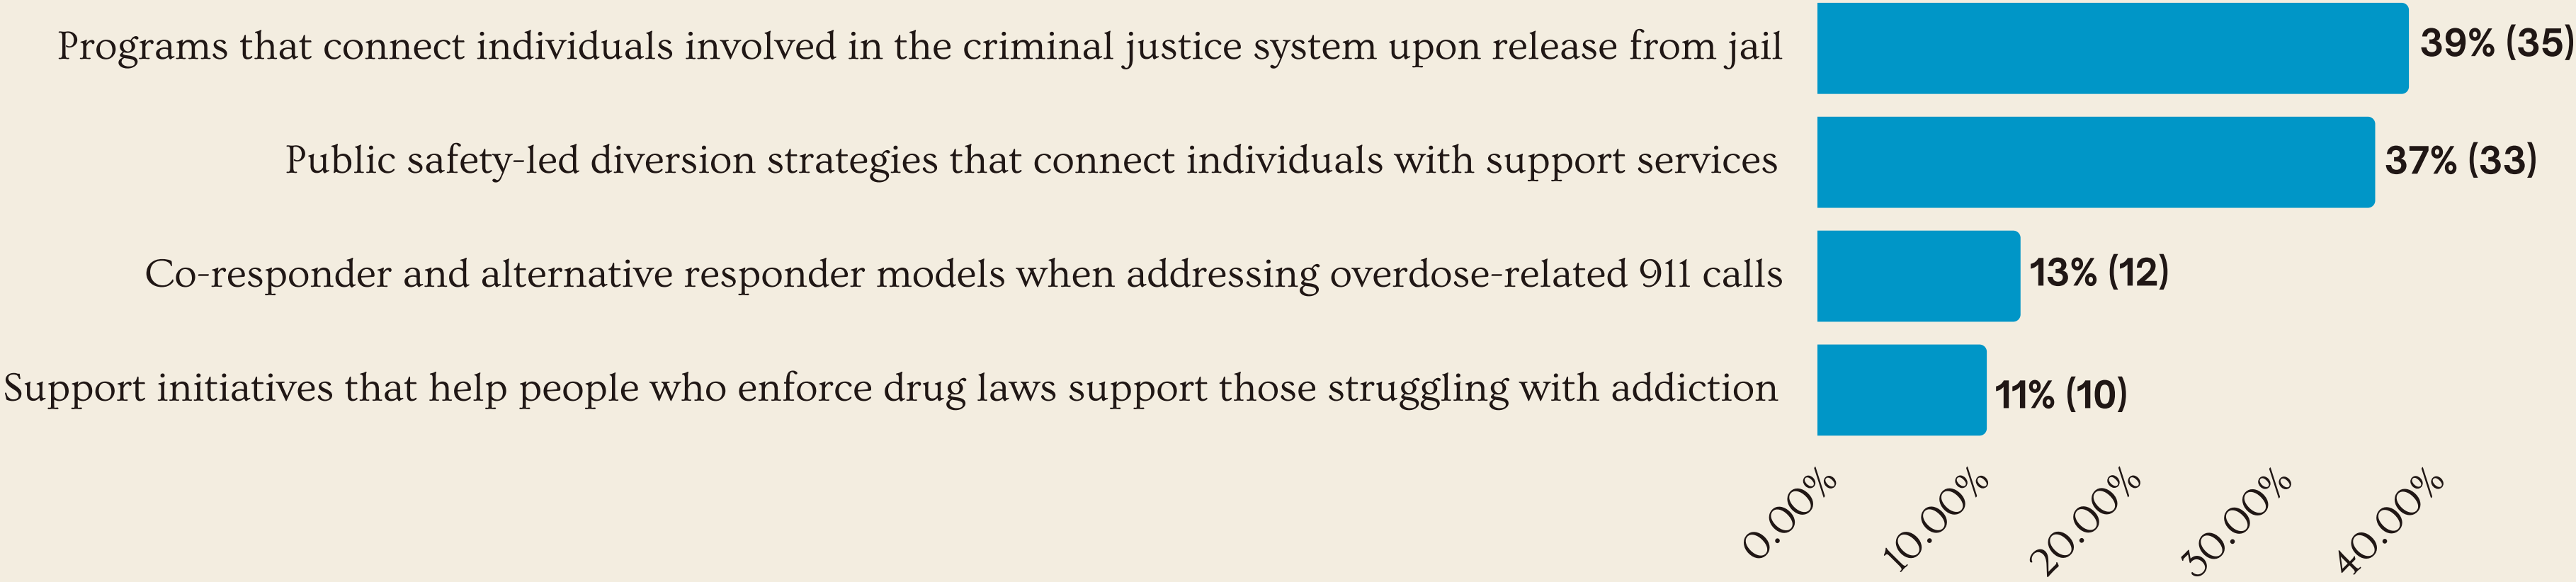 Programs that connect individuals involved in the criminal justice system upon release from jail 39% (35)
Public safety-led diversion strategies that connect individuals with support services 37% (33)
Co-responder and alternative responder models when addressing overdose-related 911 calls 13% (12)
Support initiatives that help people who enforce drug laws support those struggling with addiction 11% (10)
0.00% 10.00% 20.00% 30.00% 40.00%